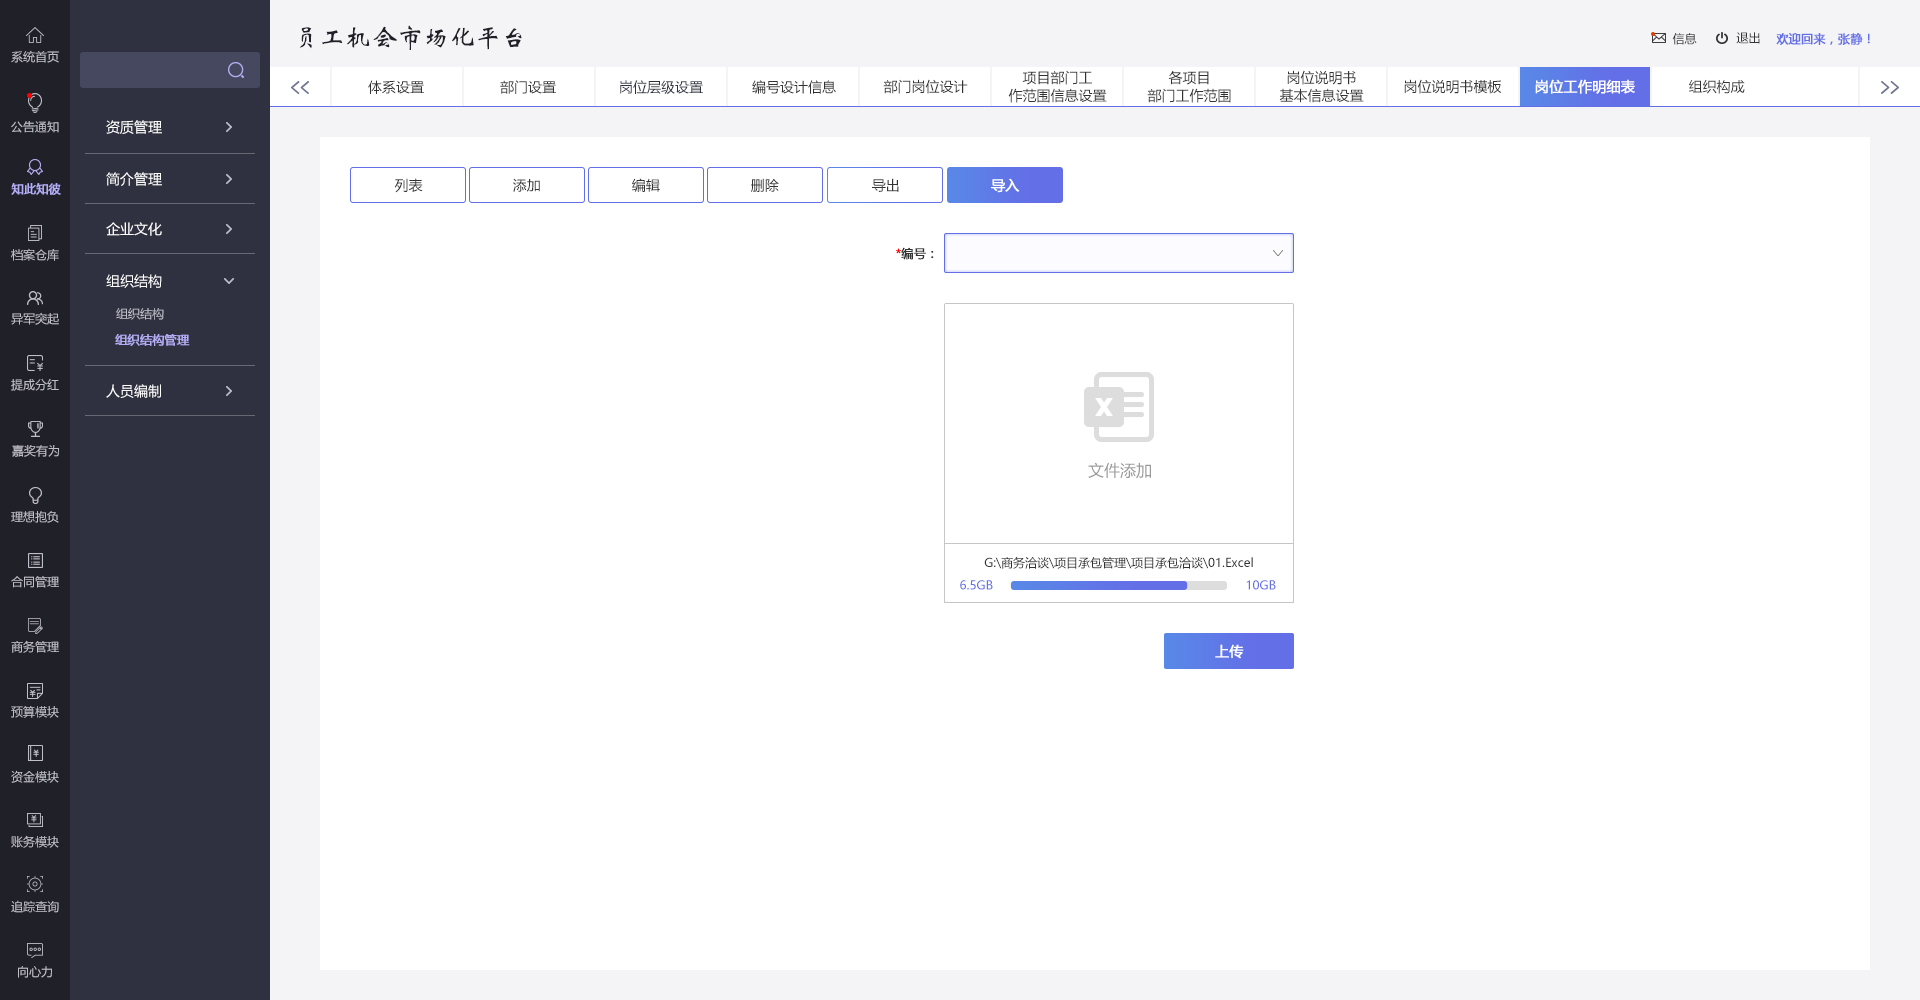 系统首页
公告通知
知此知彼
档案仓库
异军突起
提成分红
嘉奖有为
理想抱负
合同管理
商务管理
预算模块
资金模块
账务模块
追踪查询
向心力
资质管理
简介管理
企业文化
组织结构
组织结构
组织结构管理
人员编制
员工机会市场化平台
信息
退出
欢迎回来，张静！
体系设置
部门设置
岗位层级设置
编号设计信息
部门岗位设计
项目部门工
作范围信息设置
各项目
部门工作范围
岗位说明书
基本信息设置
岗位说明书模板
岗位工作明细表
组织构成
列表
添加
编辑
删除
导出
导入
*编号：
X
文件添加
G:\商务洽谈\项目承包管理\项目承包洽谈\01.Excel
6.5GB
10GB
上传